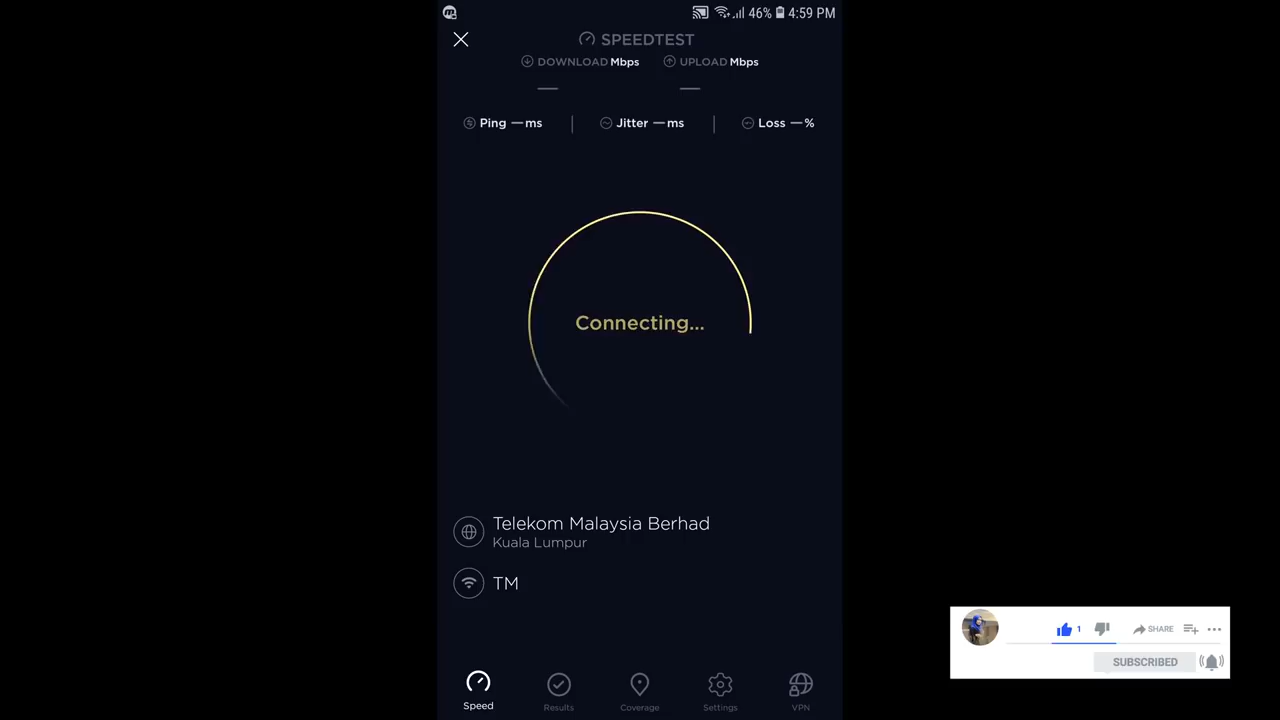 46% 4:59 PM
SPEEDTEST
DOWNLOAD Mbps UPLOAD Mbps
— —
Ping — ms | Jitter — ms | Loss — %
Connecting...
Telekom Malaysia Berhad
Kuala Lumpur
TM
1 SHARE
SUBSCRIBED
Speed Results Coverage Settings VPN